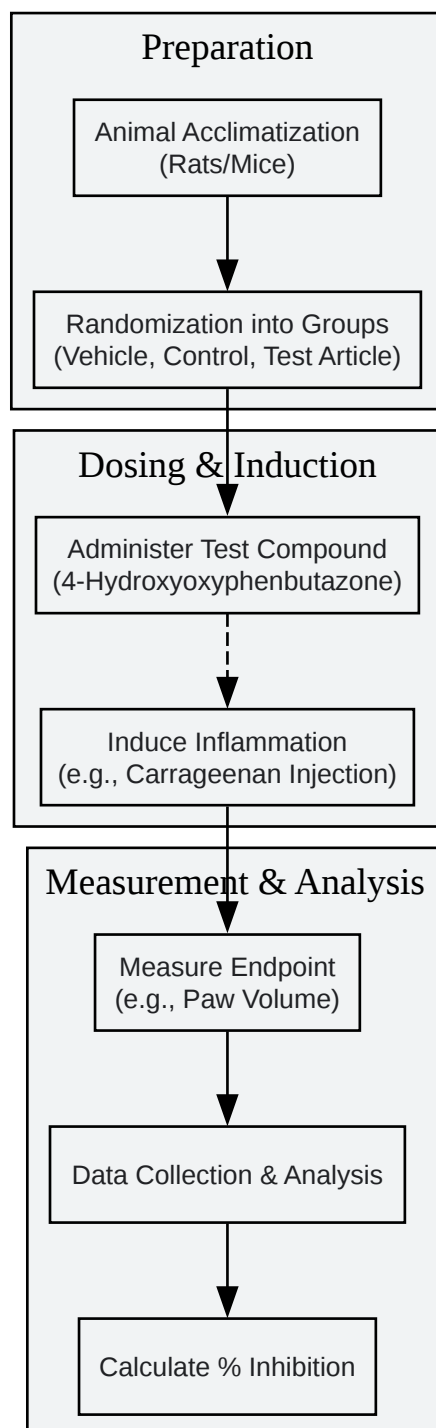 Preparation
Animal Acclimatization
(Rats/Mice)
Randomization into Groups
(Vehicle, Control, Test Article)
Dosing & Induction
Administer Test Compound
(4-Hydroxyoxyphenbutazone)
Induce Inflammation
(e.g., Carrageenan Injection)
Measurement & Analysis
Measure Endpoint
(e.g., Paw Volume)
Data Collection & Analysis
Calculate % Inhibition